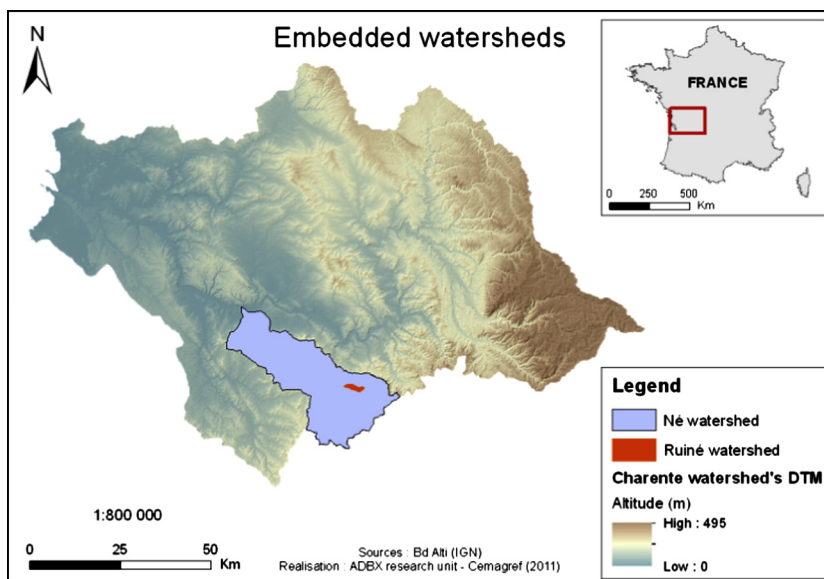 N
Embedded watersheds
FRANCE
0 250 500
Km
Legend
Né watershed
Ruiné watershed
Charente watershed's DTM
Altitude (m)
High : 495
Low : 0
1:800 000
0 25 50
Km
Sources : Bd Alti (IGN)
Realisation : ADBX research unit - Cemagref (2011)